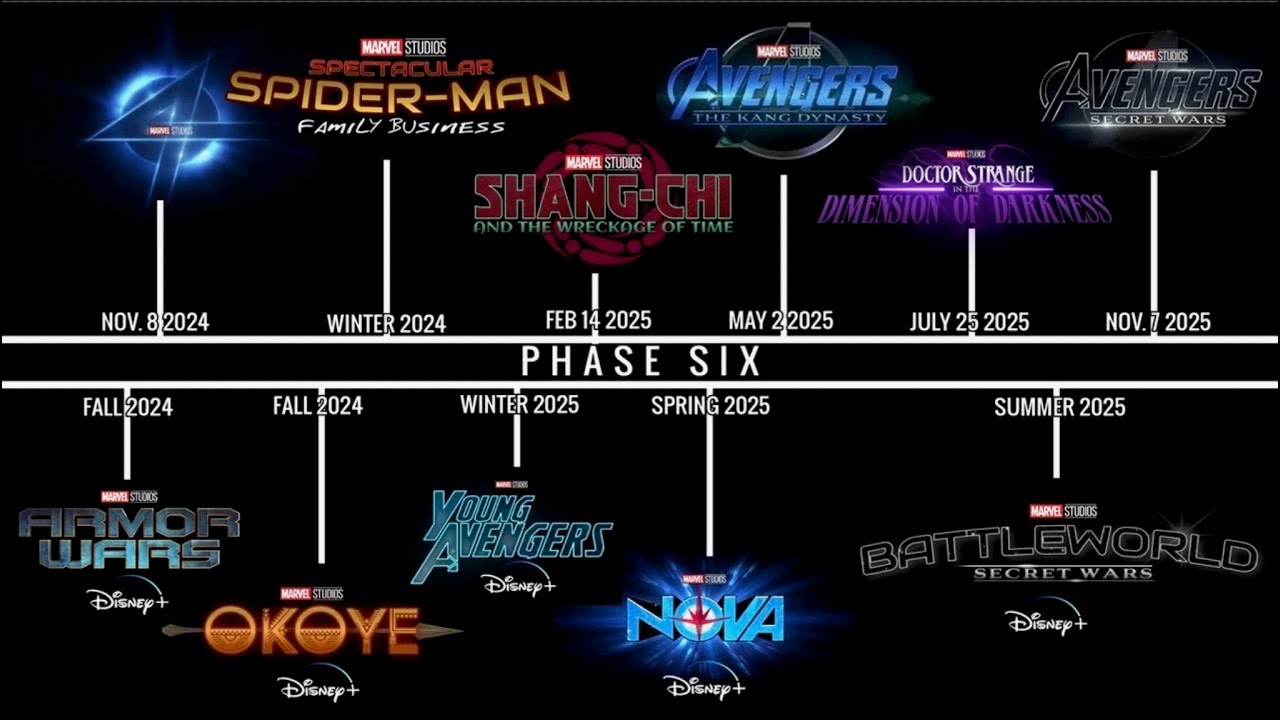 MARVEL STUDIOS
NOV. 8 2024
MARVEL STUDIOS
SPECTACULAR
SPIDER-MAN
FAMILY BUSINESS
WINTER 2024
MARVEL STUDIOS
SHANG-CHI
AND THE WRECKAGE OF TIME
FEB 14 2025
MARVEL STUDIOS
AVENGERS
THE KANG DYNASTY
MAY 2 2025
MARVEL STUDIOS
DOCTOR STRANGE
IN THE
DIMENSION OF DARKNESS
JULY 25 2025
MARVEL STUDIOS
AVENGERS
SECRET WARS
NOV. 7 2025
PHASE SIX
FALL 2024
MARVEL STUDIOS
ARMOR
WARS
Disney+
FALL 2024
MARVEL STUDIOS
OKOYE
Disney+
WINTER 2025
MARVEL STUDIOS
YOUNG
AVENGERS
Disney+
SPRING 2025
MARVEL STUDIOS
NOVA
Disney+
SUMMER 2025
MARVEL STUDIOS
BATTLEWORLD
SECRET WARS
Disney+